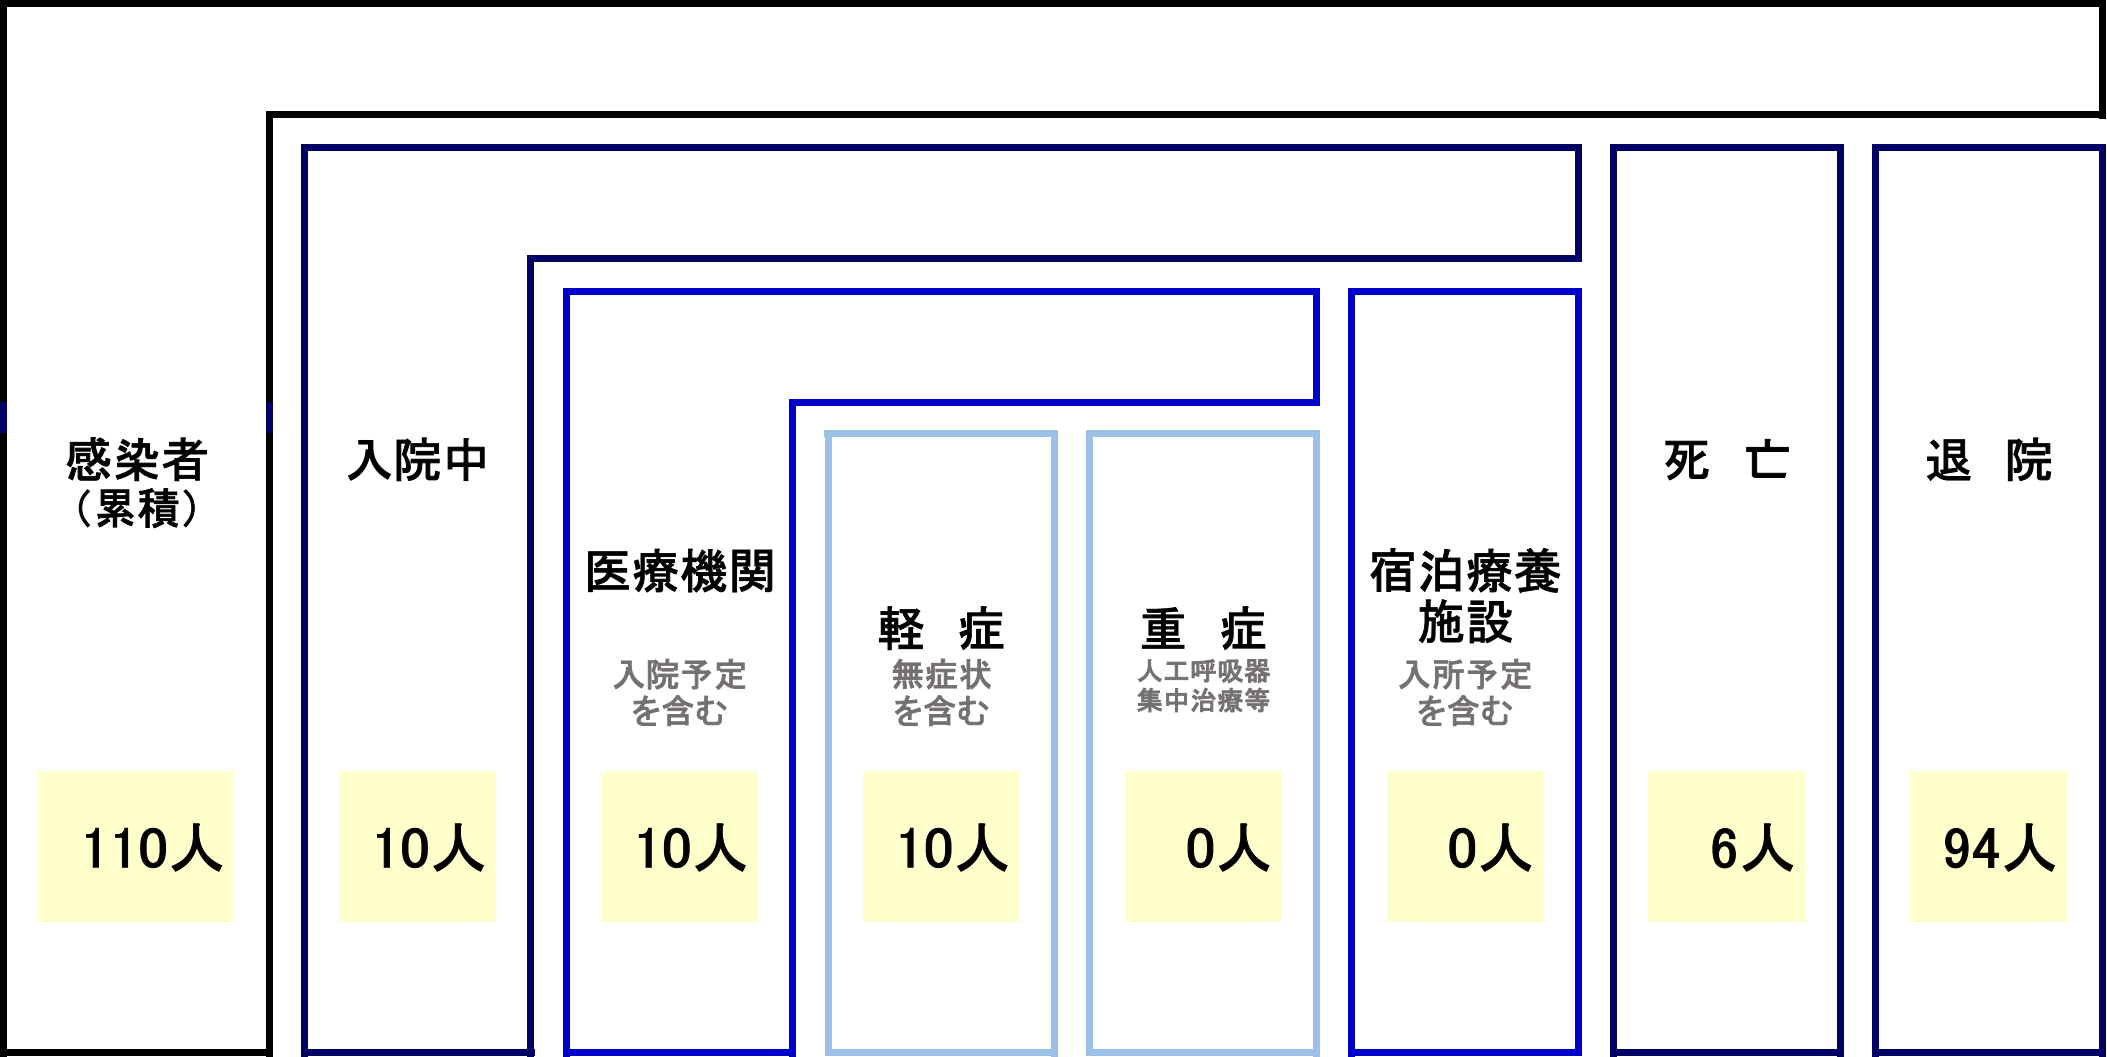 感染者
（累積）
110人
入院中
10人
医療機関
入院予定
を含む
10人
軽　症
無症状
を含む
10人
重　症
人工呼吸器
集中治療等
0人
宿泊療養
施設
入所予定
を含む
0人
死　亡
6人
退　院
94人